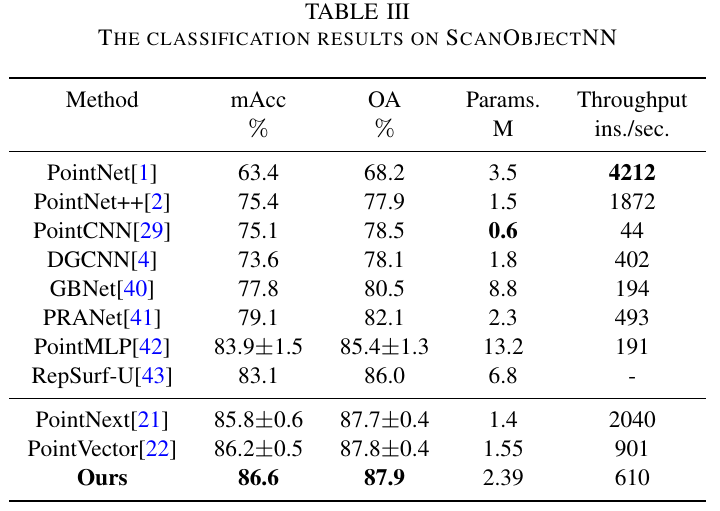 TABLE III
THE CLASSIFICATION RESULTS ON SCANOBJECTNN
Method mAcc OA Params. Throughput
% % M ins./sec.
PointNet[1] 63.4 68.2 3.5 4212
PointNet++[2] 75.4 77.9 1.5 1872
PointCNN[29] 75.1 78.5 0.6 44
DGCNN[4] 73.6 78.1 1.8 402
GBNet[40] 77.8 80.5 8.8 194
PRANet[41] 79.1 82.1 2.3 493
PointMLP[42] 83.9±1.5 85.4±1.3 13.2 191
RepSurf-U[43] 83.1 86.0 6.8 -
PointNext[21] 85.8±0.6 87.7±0.4 1.4 2040
PointVector[22] 86.2±0.5 87.8±0.4 1.55 901
Ours 86.6 87.9 2.39 610